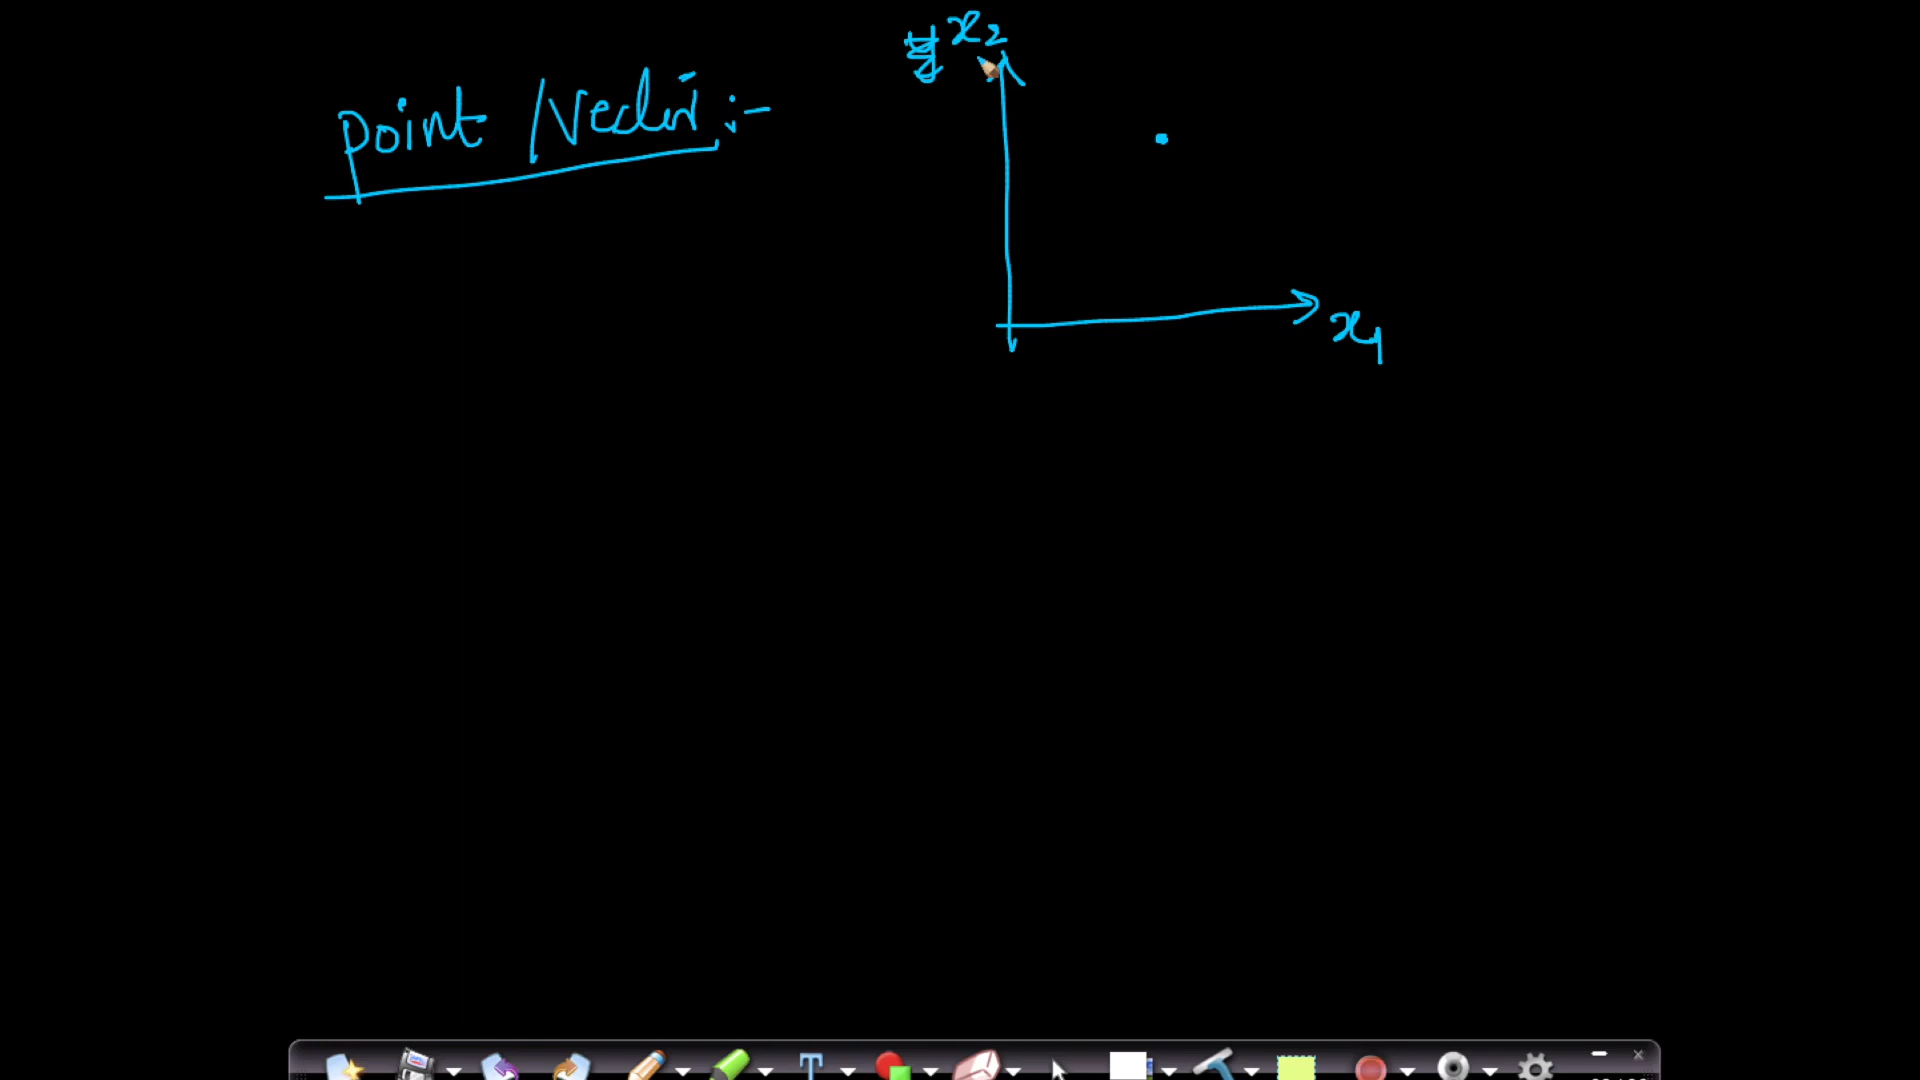 x2
point /Vector :-
x1